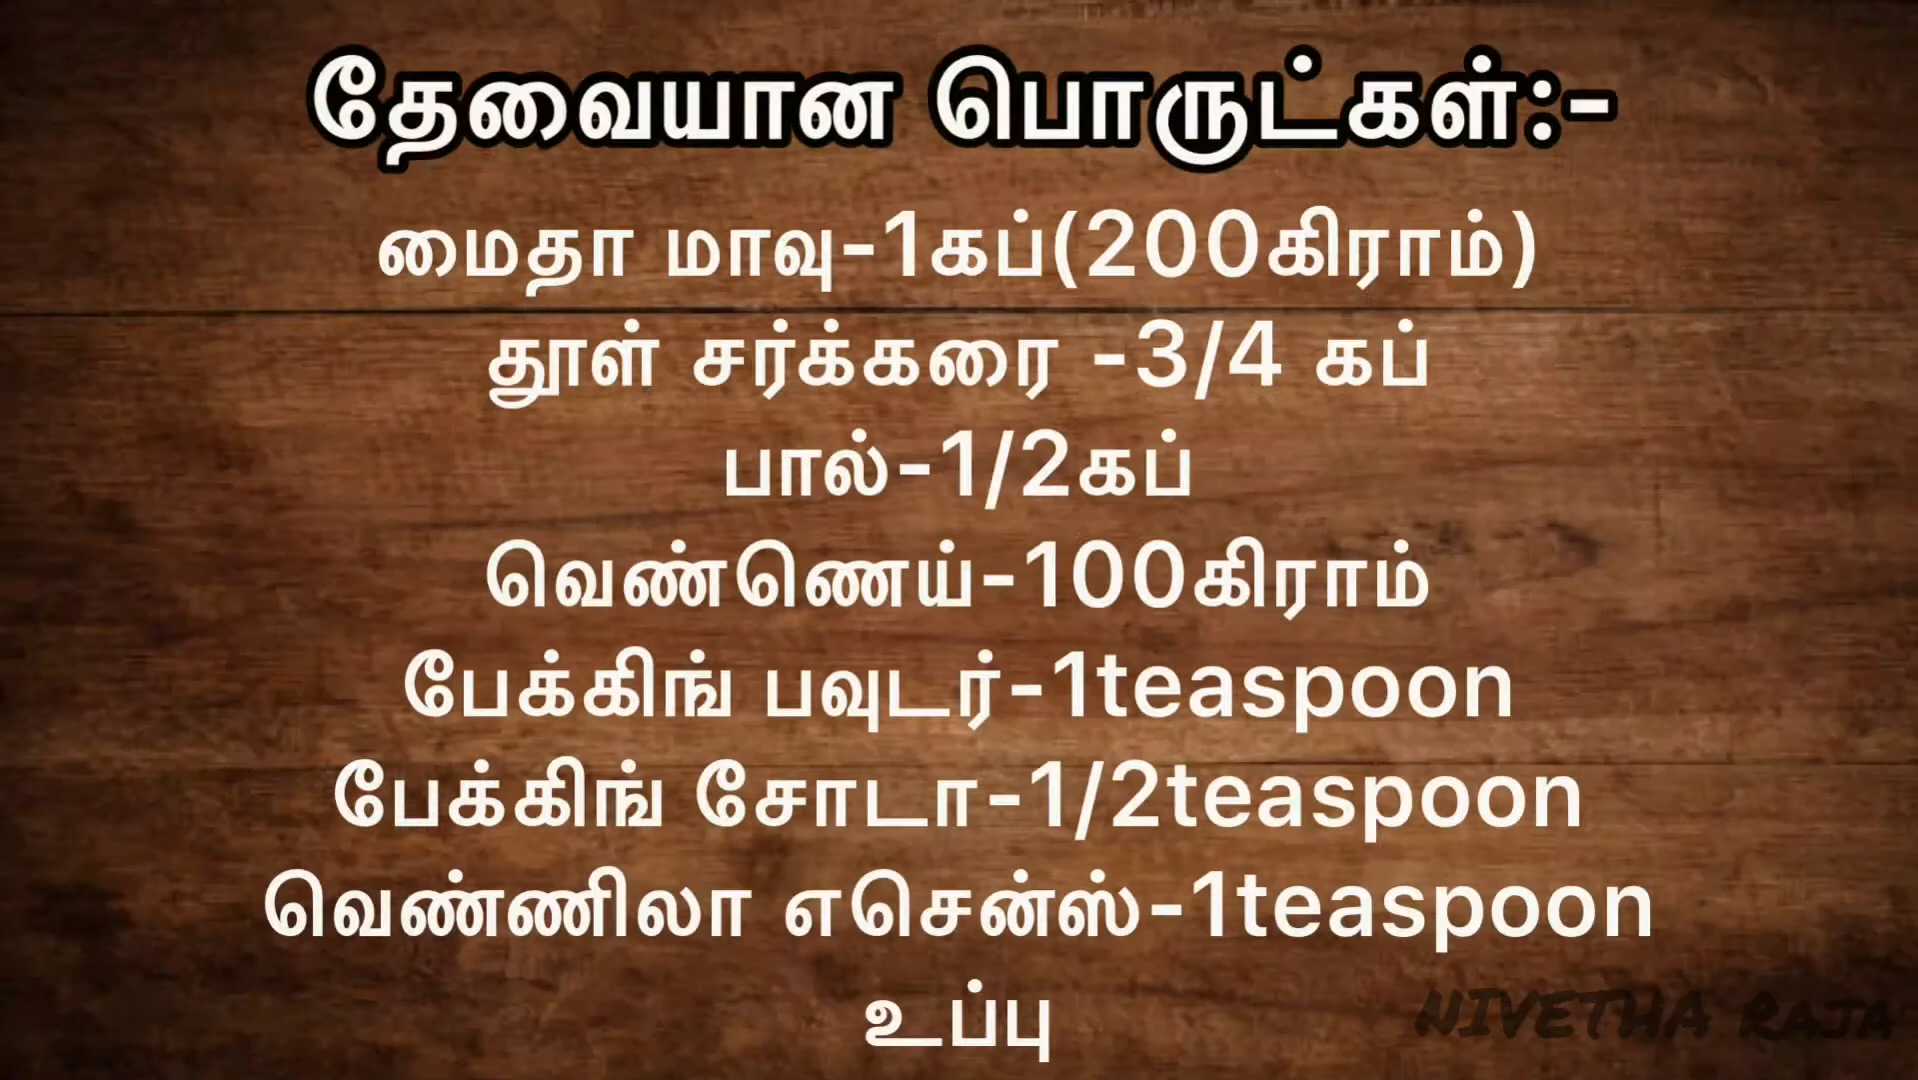 தேவையான பொருட்கள்:-
மைதா மாவு-1கப்(200கிராம்)
தூள் சர்க்கரை -3/4 கப்
பால்-1/2கப்
வெண்ணெய்-100கிராம்
பேக்கிங் பவுடர்-1teaspoon
பேக்கிங் சோடா-1/2teaspoon
வெண்ணிலா எசென்ஸ்-1teaspoon
உப்பு
NIVETHA RAJA